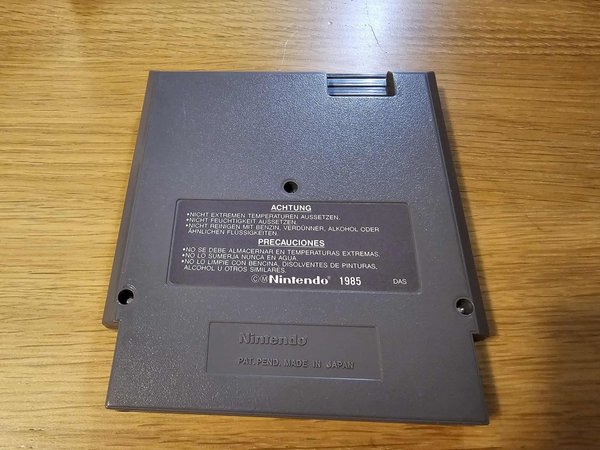 ACHTUNG
•NICHT EXTREMEN TEMPERATUREN AUSSETZEN.
•NICHT FEUCHTIGKEIT AUSSETZEN.
•NICHT REINIGEN MIT BENZIN, VERDÜNNER, ALKOHOL ODER
ÄHNLICHEN FLÜSSIGKEITEN.
PRECAUCIONES
•NO SE DEBE ALMACERNAR EN TEMPERATURAS EXTREMAS.
•NO LO SUMERJA NUNCA EN AGUA.
•NO LO LIMPIE CON BENCINA, DISOLVENTES DE PINTURAS,
ALCOHOL U OTROS SIMILARES.
©Ⓜ Nintendo® 1985 DAS
Nintendo
PAT. PEND. MADE IN JAPAN